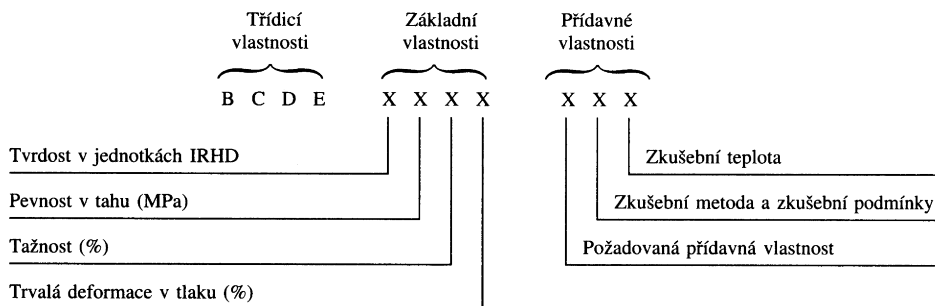 Třídicí vlastnosti
Základní vlastnosti
Přídavné vlastnosti
B C D E X X X X X X X
Tvrdost v jednotkách IRHD
Zkušební teplota
Pevnost v tahu (MPa)
Zkušební metoda a zkušební podmínky
Tažnost (%)
Požadovaná přídavná vlastnost
Trvalá deformace v tlaku (%)